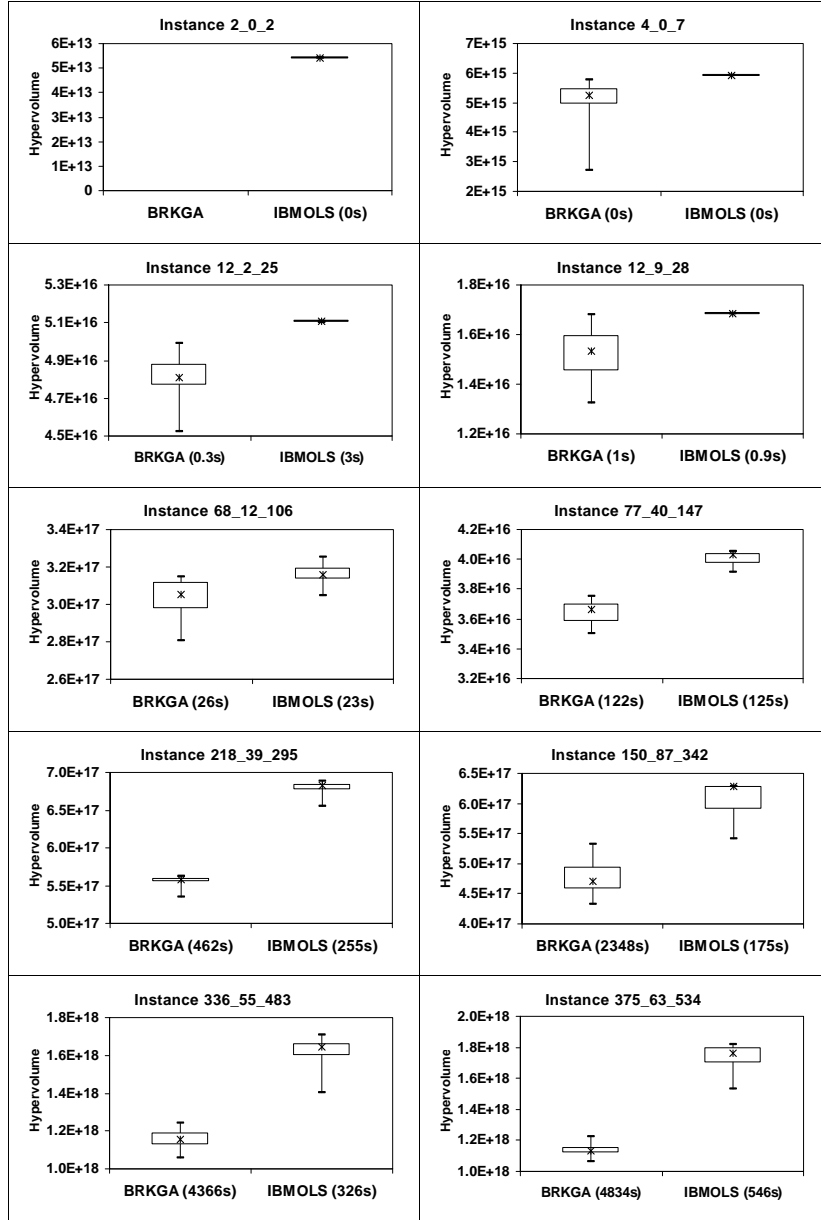 Instance 2_0_2
Hypervolume
6E+13
5E+13
4E+13
3E+13
2E+13
1E+13
0
BRKGA
IBMOLS (0s)
Instance 4_0_7
Hypervolume
7E+15
6E+15
5E+15
4E+15
3E+15
2E+15
BRKGA (0s)
IBMOLS (0s)
Instance 12_2_25
Hypervolume
5.3E+16
5.1E+16
4.9E+16
4.7E+16
4.5E+16
BRKGA (0.3s)
IBMOLS (3s)
Instance 12_9_28
Hypervolume
1.8E+16
1.6E+16
1.4E+16
1.2E+16
BRKGA (1s)
IBMOLS (0.9s)
Instance 68_12_106
Hypervolume
3.4E+17
3.2E+17
3.0E+17
2.8E+17
2.6E+17
BRKGA (26s)
IBMOLS (23s)
Instance 77_40_147
Hypervolume
4.2E+16
4.0E+16
3.8E+16
3.6E+16
3.4E+16
3.2E+16
BRKGA (122s)
IBMOLS (125s)
Instance 218_39_295
Hypervolume
7.0E+17
6.5E+17
6.0E+17
5.5E+17
5.0E+17
BRKGA (462s)
IBMOLS (255s)
Instance 150_87_342
Hypervolume
6.5E+17
6.0E+17
5.5E+17
5.0E+17
4.5E+17
4.0E+17
BRKGA (2348s)
IBMOLS (175s)
Instance 336_55_483
Hypervolume
1.8E+18
1.6E+18
1.4E+18
1.2E+18
1.0E+18
BRKGA (4366s)
IBMOLS (326s)
Instance 375_63_534
Hypervolume
2.0E+18
1.8E+18
1.6E+18
1.4E+18
1.2E+18
1.0E+18
BRKGA (4834s)
IBMOLS (546s)